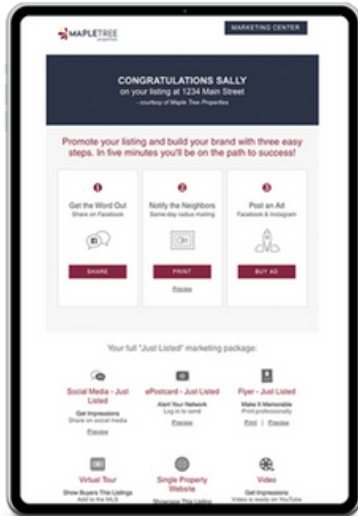 MAPLETREE
properties
MARKETING CENTER
CONGRATULATIONS SALLY
on your listing at 1234 Main Street
- courtesy of Maple Tree Properties
Promote your listing and build your brand with three easy
steps. In five minutes you'll be on the path to success!
1
Get the Word Out
Share on Facebook
SHARE
2
Notify the Neighbors
Same-day radius mailing
PRINT
Preview
3
Post an Ad
Facebook & Instagram
BUY AD
Your full "Just Listed" marketing package:
Social Media - Just
Listed
Get Impressions
Share on social media
Preview
ePostcard - Just Listed
Alert Your Network
Log in to send
Preview
Flyer - Just Listed
Make It Memorable
Print professionally
Print | Preview
Virtual Tour
Show Buyers This Listings
Add to the MLS
Single Property
Website
Showcase This Listing
Video
Get Impressions
Video is ready on YouTube